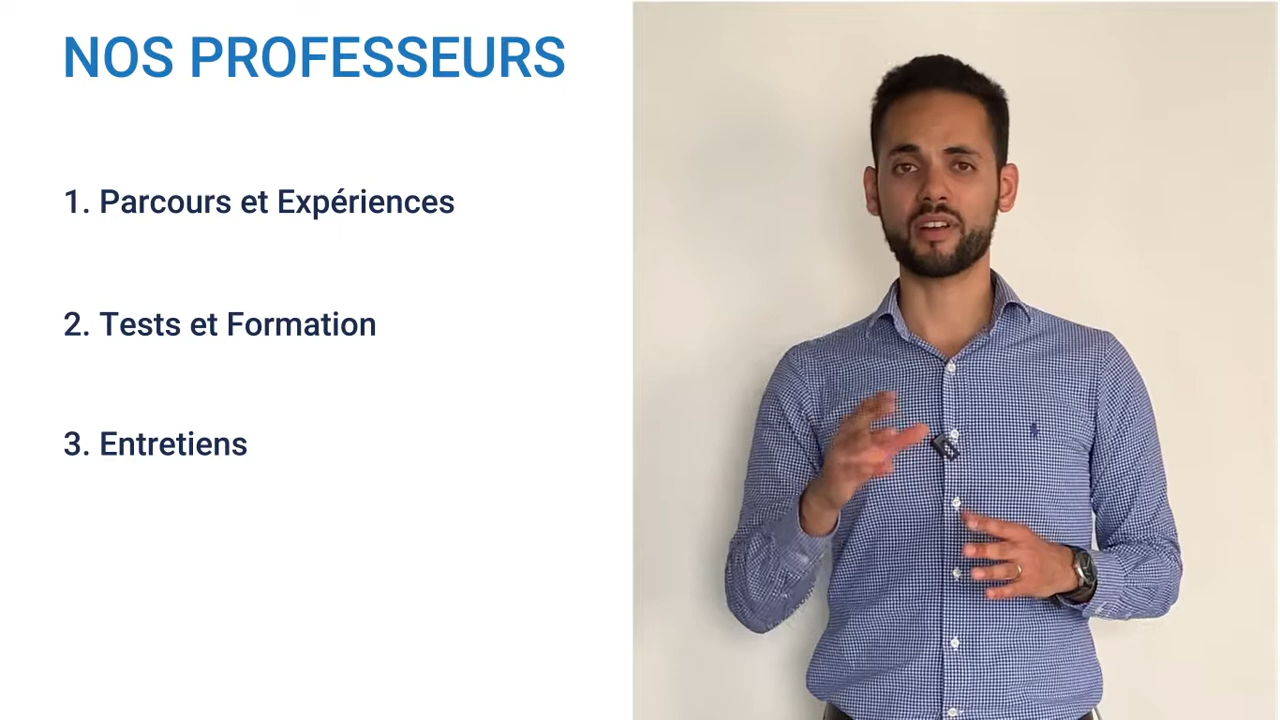 NOS PROFESSEURS
1. Parcours et Expériences
2. Tests et Formation
3. Entretiens